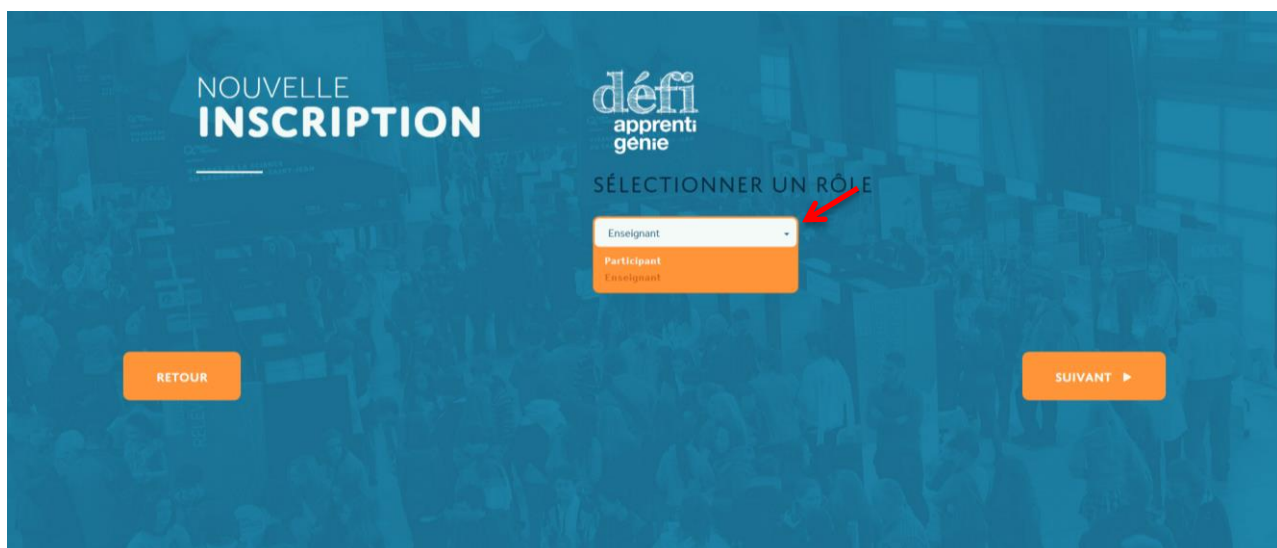 NOUVELLE
INSCRIPTION
défi
apprenti
génie
SÉLECTIONNER UN RÔLE
Enseignant
Participant
Enseignant
RETOUR
SUIVANT